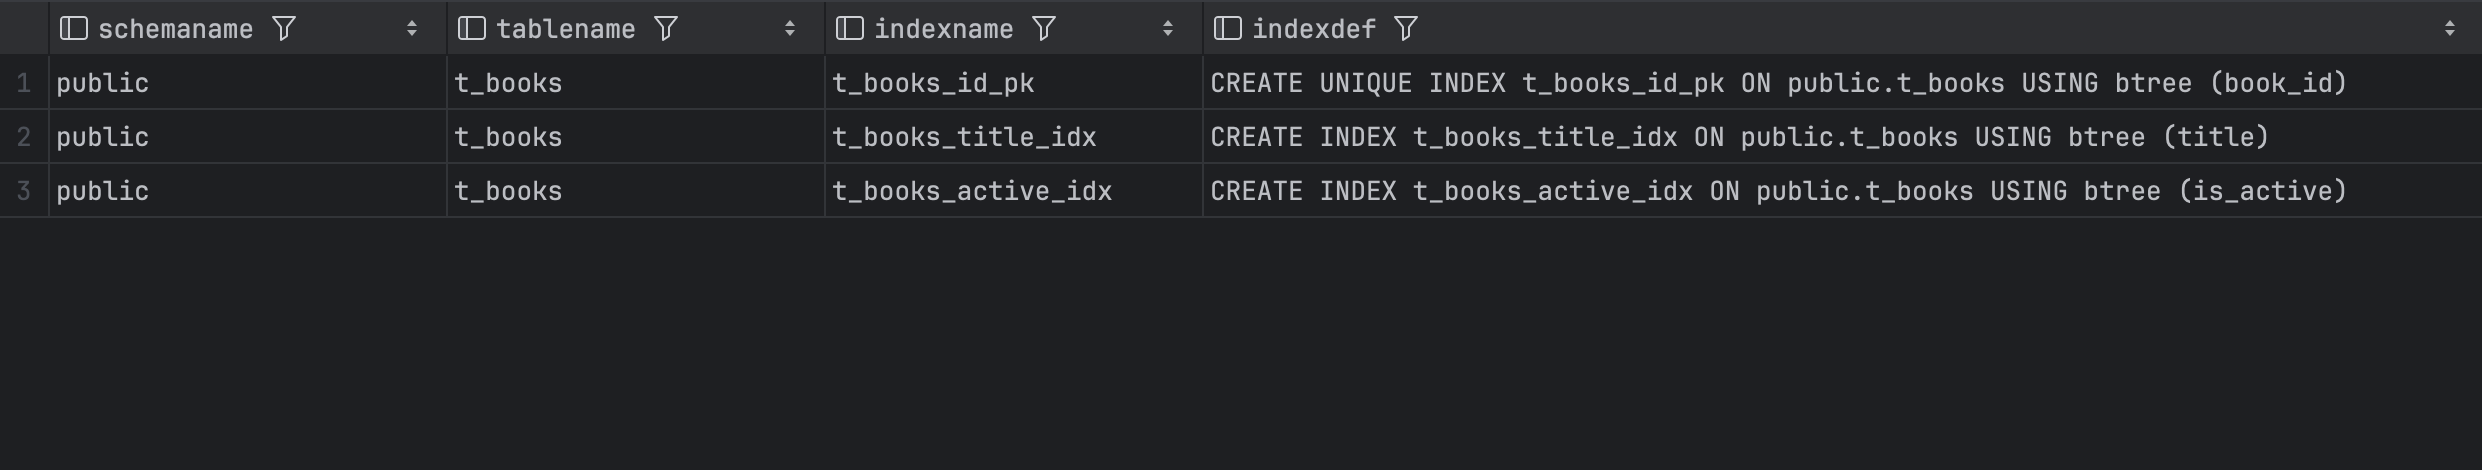 schemaname tablename indexname indexdef
1 public t_books t_books_id_pk CREATE UNIQUE INDEX t_books_id_pk ON public.t_books USING btree (book_id)
2 public t_books t_books_title_idx CREATE INDEX t_books_title_idx ON public.t_books USING btree (title)
3 public t_books t_books_active_idx CREATE INDEX t_books_active_idx ON public.t_books USING btree (is_active)